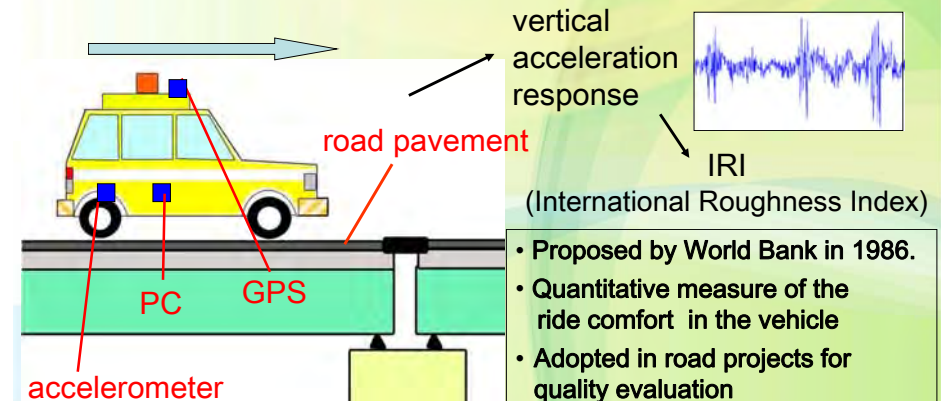 vertical
acceleration
response
road pavement
IRI
(International Roughness Index)
PC
GPS
accelerometer
• Proposed by World Bank in 1986.
• Quantitative measure of the
ride comfort in the vehicle
• Adopted in road projects for
quality evaluation